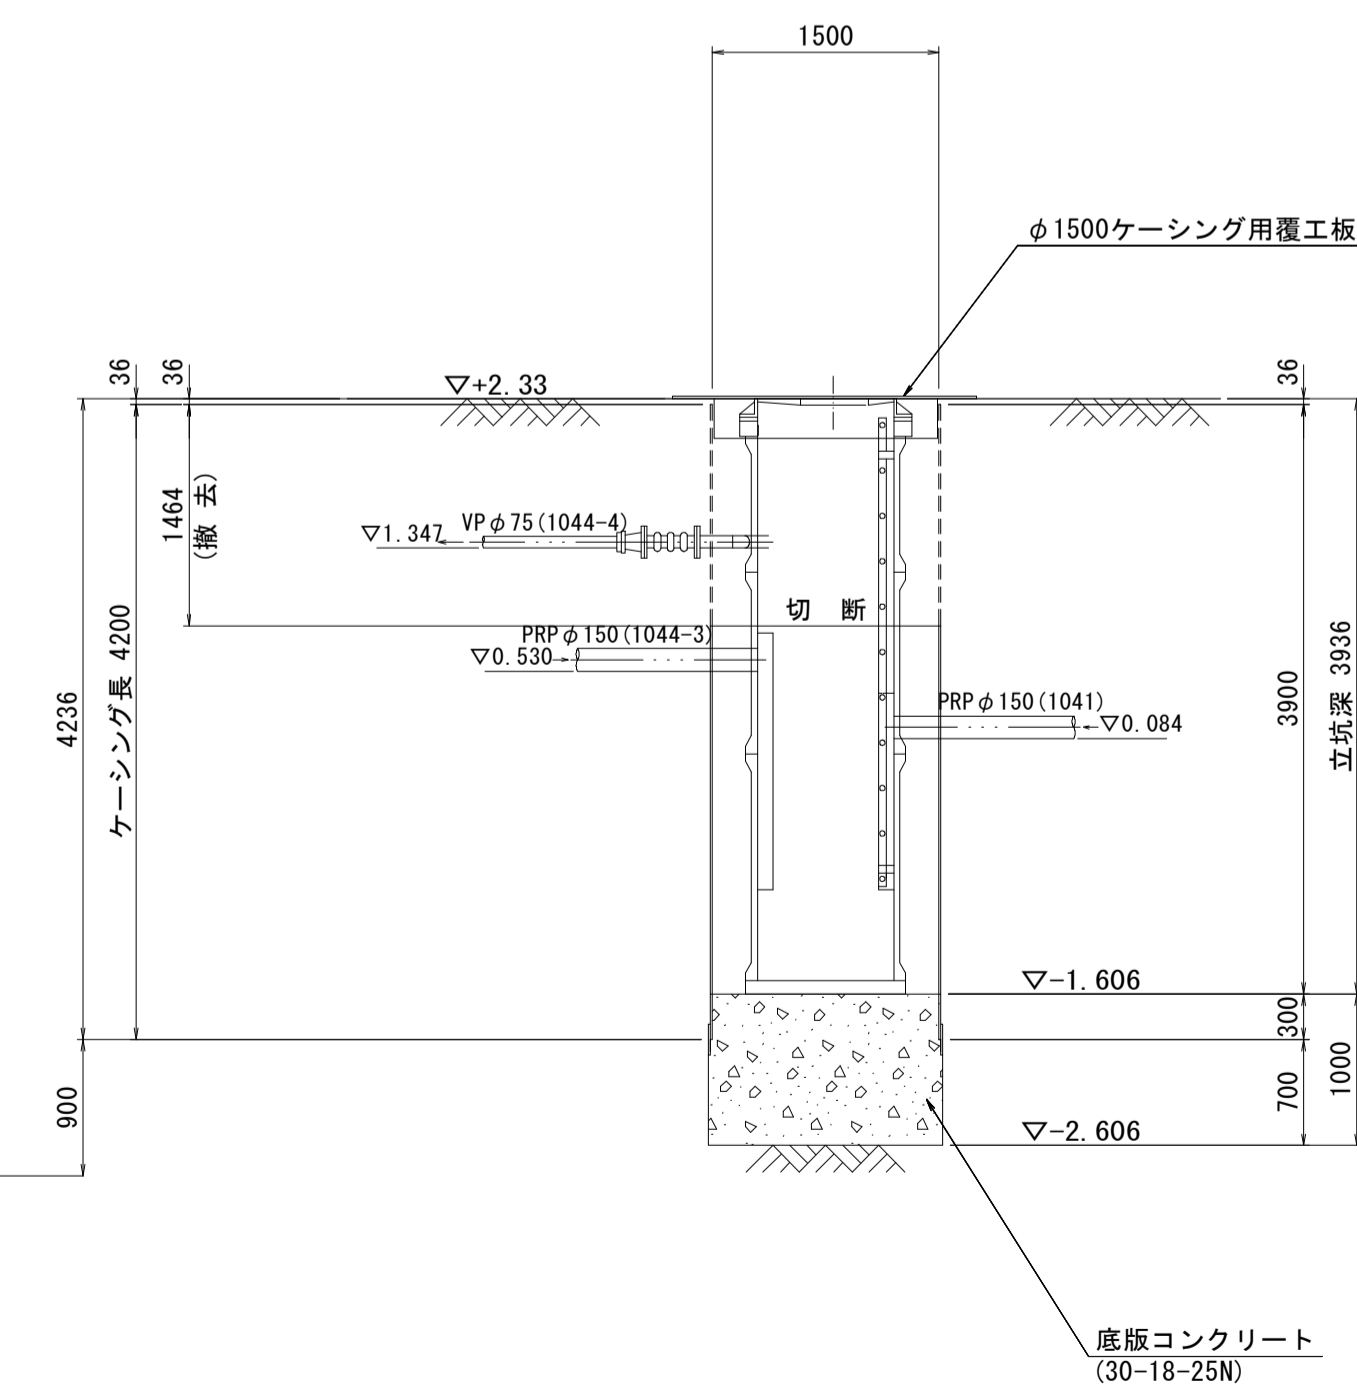 1500
φ1500ケーシング用覆工板
36
36
36
▽+2.33
1464
(撤 去)
▽1.347
VPφ75(1044-4)
切 断
PRPφ150(1044-3)
▽0.530
PRPφ150(1041)
▽0.084
4236
ケーシング長 4200
3900
立坑深 3936
▽-1.606
300
900
700
1000
▽-2.606
底版コンクリート
(30-18-25N)